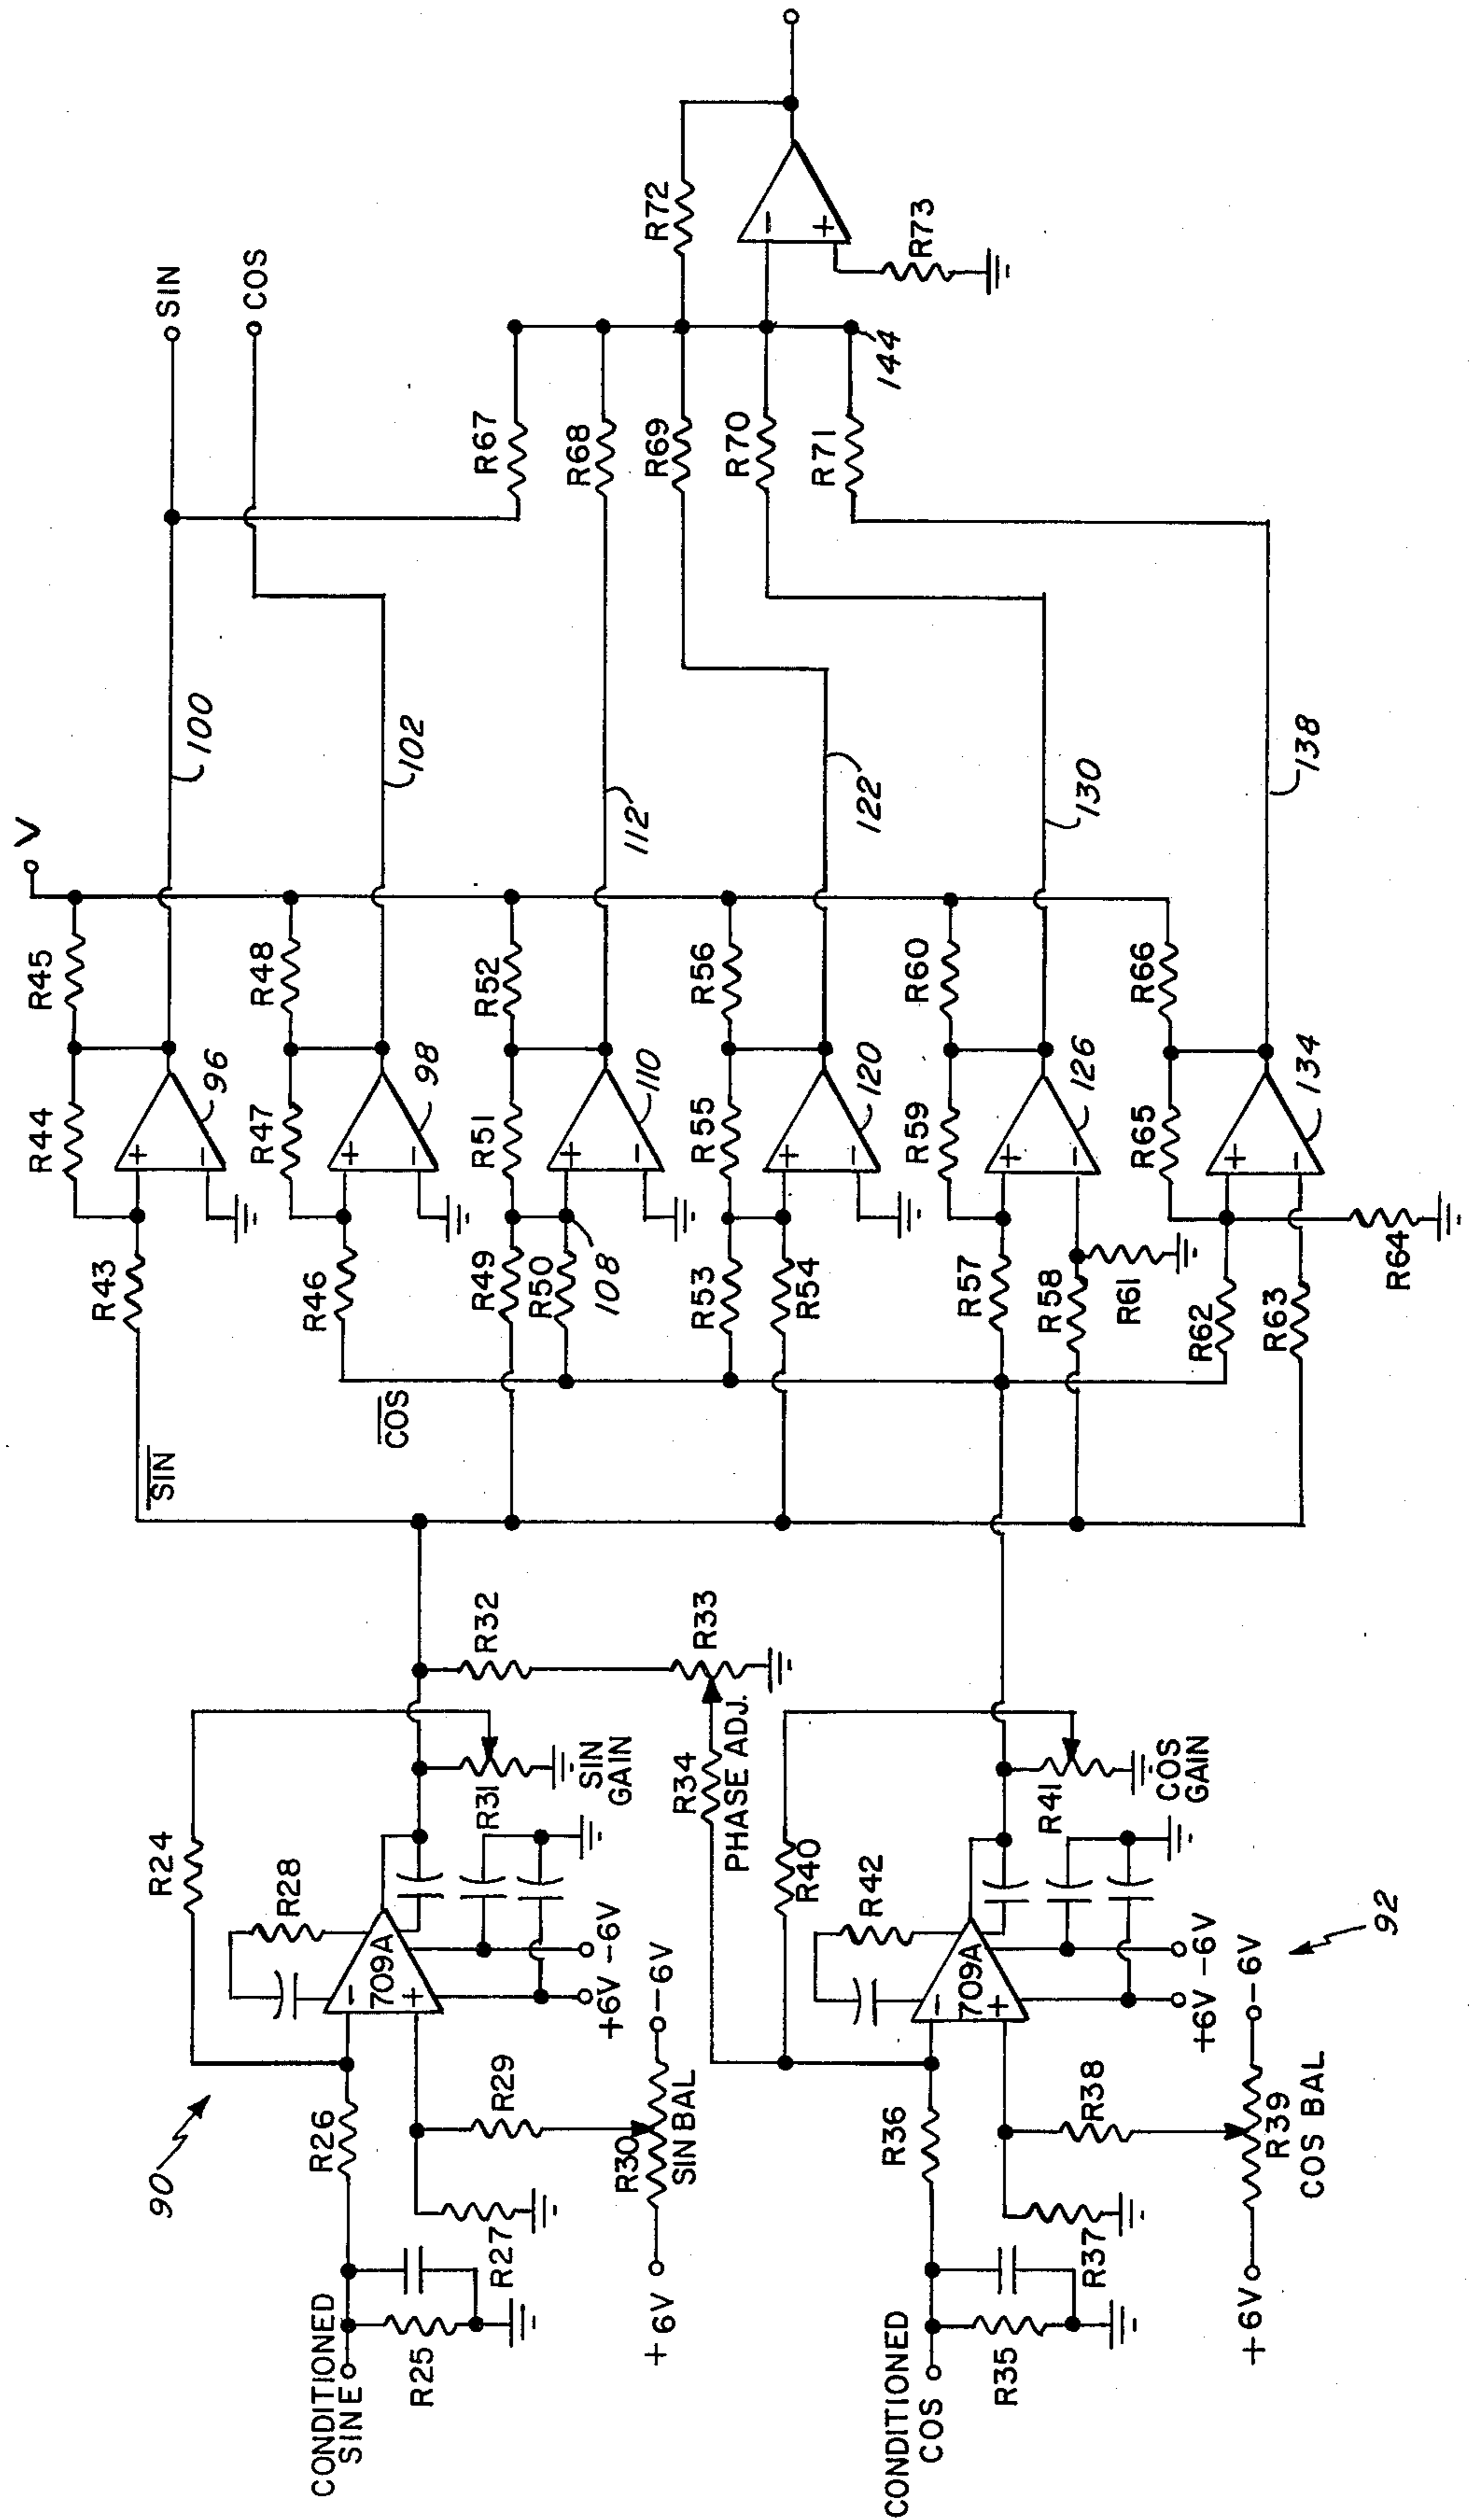 V
SIN
COS
R45
R44
R43
96
100
R48
R47
R46
98
102
SIN
COS
R67
R68
R69
R70
R71
R72
R73
144
R52
R51
R49
R50
108
110
112
R56
R55
R53
R54
120
122
R60
R59
R57
R58
R61
126
130
R66
R65
R62
R63
R64
134
138
+
−
+
−
+
−
+
−
+
−
+
−
−
+
90
CONDITIONED
SINE
R25
R26
R27
R24
R28
709A
−
+
R29
R30
SIN BAL
+6V
−6V
+6V
−6V
R31
SIN
GAIN
R32
R33
R34
PHASE ADJ.
CONDITIONED
COS
R35
R36
R37
R38
R39
COS BAL
+6V
−6V
+6V
−6V
R40
R42
709A
−
+
R41
COS
GAIN
92